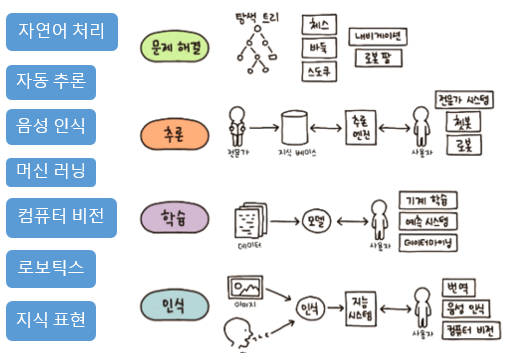 자연어 처리
자동 추론
음성 인식
머신 러닝
컴퓨터 비전
로보틱스
지식 표현
문제 해결
탐색 트리
체스
바둑
스도쿠
내비게이션
로봇 팔
추론
전문가
지식 베이스
추론
엔진
사용자
전문가 시스템
챗봇
로봇
학습
데이터
모델
사용자
기계 학습
예측 시스템
데이터마이닝
인식
이미지
인식
지능
시스템
사용자
번역
음성 인식
컴퓨터 비전